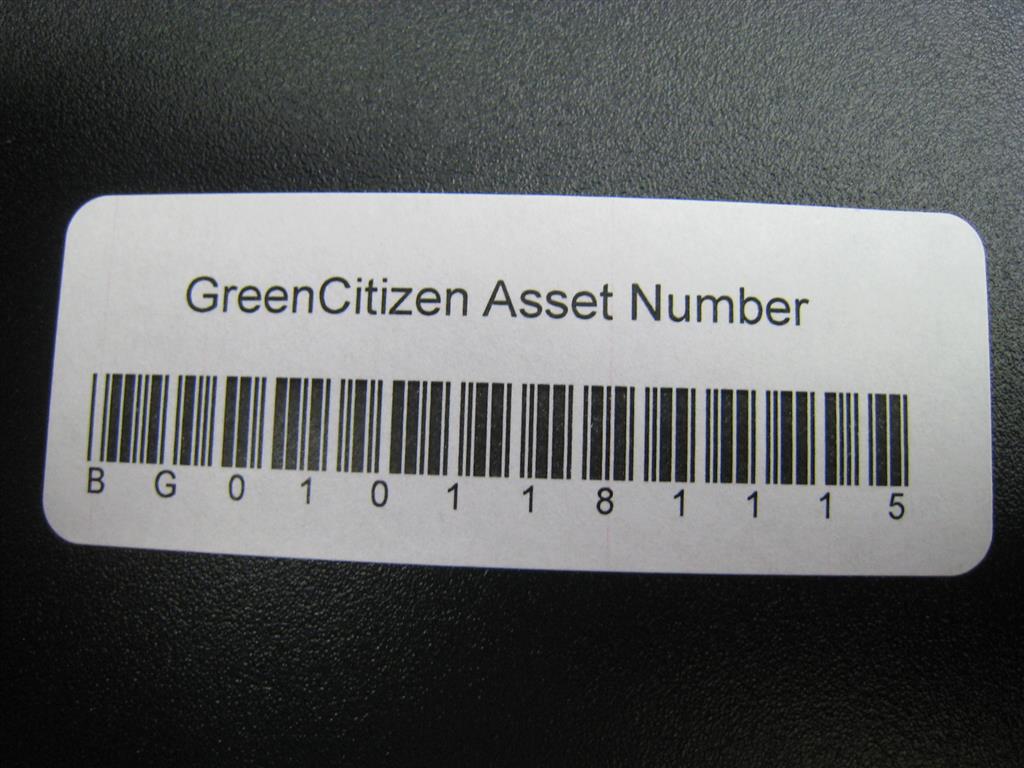 GreenCitizen Asset Number
B G 0 1 0 1 1 8 1 1 1 5